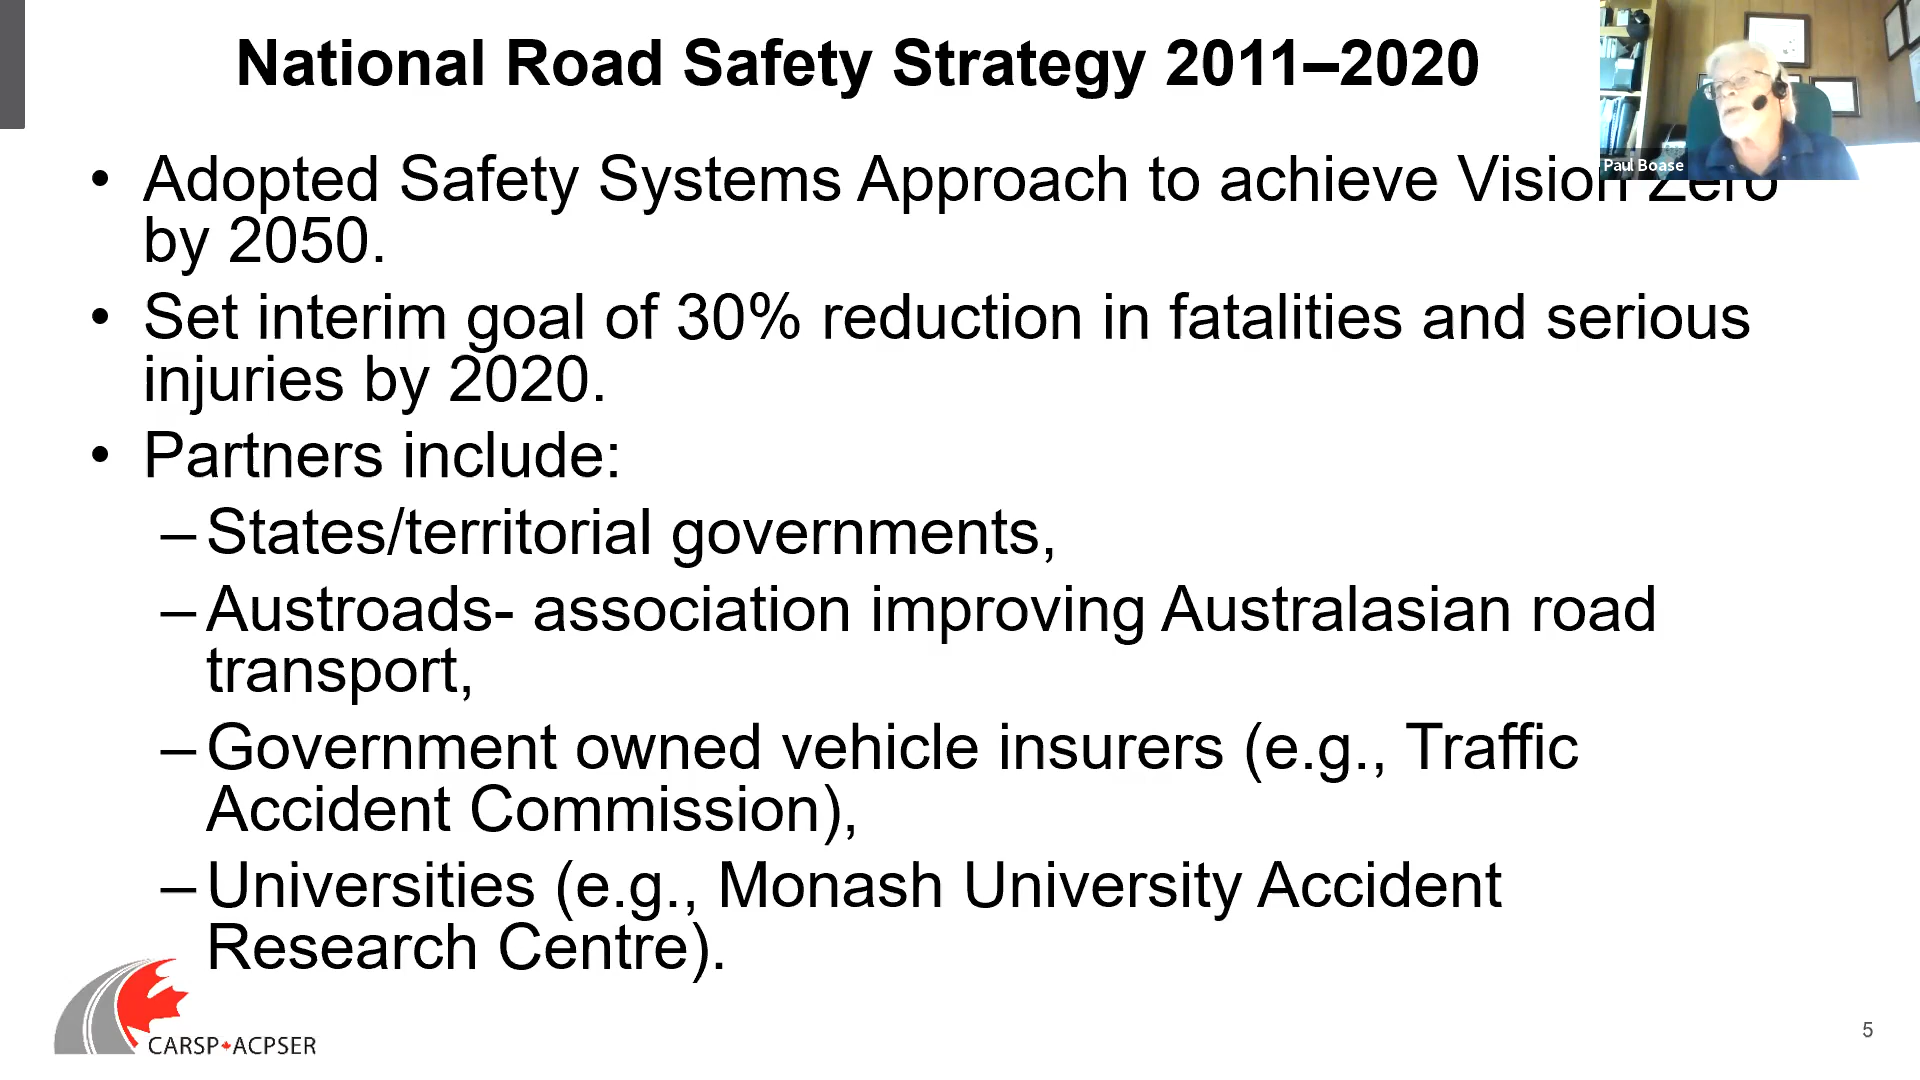 National Road Safety Strategy 2011–2020
Paul Boase
• Adopted Safety Systems Approach to achieve Vision Zero
by 2050.
• Set interim goal of 30% reduction in fatalities and serious
injuries by 2020.
• Partners include:
– States/territorial governments,
– Austroads- association improving Australasian road
transport,
– Government owned vehicle insurers (e.g., Traffic
Accident Commission),
– Universities (e.g., Monash University Accident
Research Centre).
CARSP ACPSER
5